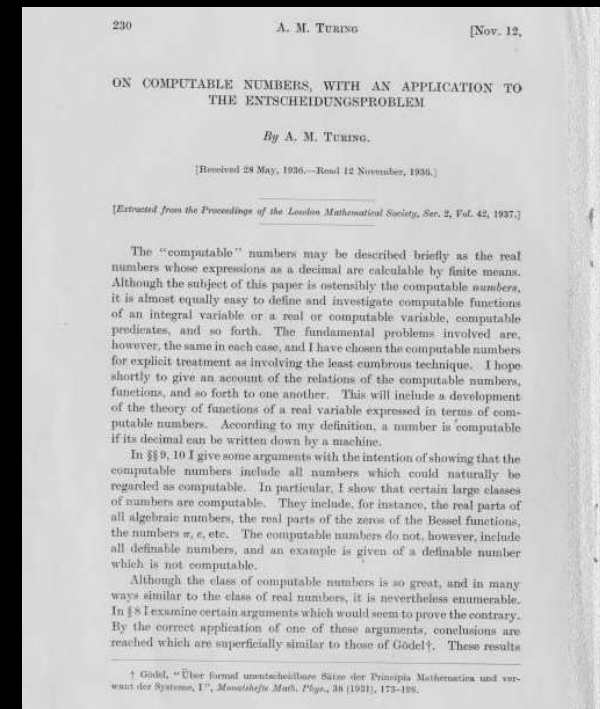 230 A. M. TURING [Nov. 12,
ON COMPUTABLE NUMBERS, WITH AN APPLICATION TO
THE ENTSCHEIDUNGSPROBLEM
By A. M. TURING.
[Received 28 May, 1936.—Read 12 November, 1936.]
[Extracted from the Proceedings of the London Mathematical Society, Ser. 2, Vol. 42, 1937.]
The “computable” numbers may be described briefly as the real
numbers whose expressions as a decimal are calculable by finite means.
Although the subject of this paper is ostensibly the computable numbers,
it is almost equally easy to define and investigate computable functions
of an integral variable or a real or computable variable, computable
predicates, and so forth. The fundamental problems involved are,
however, the same in each case, and I have chosen the computable numbers
for explicit treatment as involving the least cumbrous technique. I hope
shortly to give an account of the relations of the computable numbers,
functions, and so forth to one another. This will include a development
of the theory of functions of a real variable expressed in terms of com-
putable numbers. According to my definition, a number is computable
if its decimal can be written down by a machine.
In §§ 9, 10 I give some arguments with the intention of showing that the
computable numbers include all numbers which could naturally be
regarded as computable. In particular, I show that certain large classes
of numbers are computable. They include, for instance, the real parts of
all algebraic numbers, the real parts of the zeros of the Bessel functions,
the numbers π, e, etc. The computable numbers do not, however, include
all definable numbers, and an example is given of a definable number
which is not computable.
Although the class of computable numbers is so great, and in many
ways similar to the class of real numbers, it is nevertheless enumerable.
In § 8 I examine certain arguments which would seem to prove the contrary.
By the correct application of one of these arguments, conclusions are
reached which are superficially similar to those of Gödel†. These results
† Gödel, “Über formal unentscheidbare Sätze der Principia Mathematica und ver-
want der Systeme, I”, Monatshefte Math. Phys., 38 (1931), 173–198.